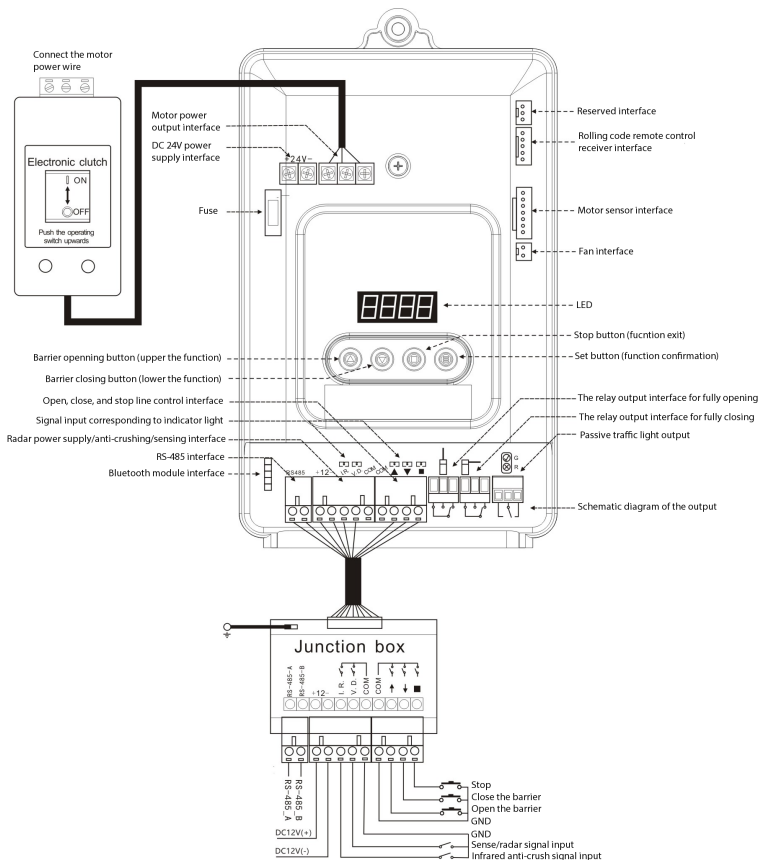 Connect the motor
power wire
Electronic clutch
ON
OFF
Push the operating
switch upwards
Motor power
output interface
DC 24V power
supply interface
+24V-
Fuse
Reserved interface
Rolling code remote control
receiver interface
Motor sensor interface
Fan interface
8888
LED
Stop button (fucntion exit)
Set button (function confirmation)
Barrier openning button (upper the function)
Barrier closing button (lower the function)
Open, close, and stop line control interface
Signal input corresponding to indicator light
Radar power supply/anti-crushing/sensing interface
RS-485 interface
Bluetooth module interface
The relay output interface for fully opening
The relay output interface for fully closing
Passive traffic light output
Schematic diagram of the output
RS485
+12-
I.R.
V.D.
COM
COM
▲
▼
■
G
R
Junction box
RS-485-A
RS-485-B
+12-
I. R.
V. D.
COM
COM
↑
↓
■
RS-485_A
RS-485_B
DC12V(+)
DC12V(-)
Stop
Close the barrier
Open the barrier
GND
GND
Sense/radar signal input
Infrared anti-crush signal input